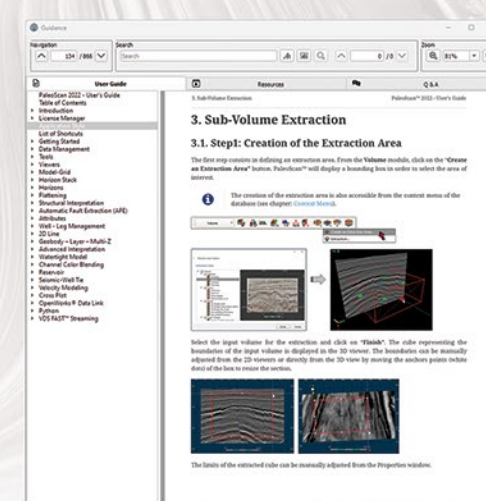 Guidance
Navigation
134 / 866
Search
Search
0 / 0
Zoom
81%
User Guide
Resources
Q & A
PaleoScan 2022 - User's Guide
Table of Contents
Introduction
License Manager
List of Shortcuts
Getting Started
Data Management
Tools
Viewers
Model-Grid
Horizon Stack
Horizons
Flattening
Structural Interpretation
Automatic Fault Extraction (AFE)
Attributes
Well - Log Management
2D Line
Geobody - Layer - Multi-Z
Advanced Interpretation
Watertight Model
Channel Color Blending
Reservoir
Seismic-Well Tie
Velocity Modeling
Cross Plot
OpenWorks® Data Link
Python
VDS FAST™ Streaming
3. Sub-Volume Extraction
PaleoScan™ 2022 - User's Guide
3. Sub-Volume Extraction
3.1. Step1: Creation of the Extraction Area
The first step consists in defining an extraction area. From the Volume module, click on the "Create
an Extraction Area" button. PaleoScan™ will display a bounding box in order to select the area of
interest.
The creation of the extraction area is also accessible from the context menu of the
database (see chapter: Context Menu).
Volume
Extraction...
Select the input volume for the extraction and click on "Finish". The cube representing the
boundaries of the input volume is displayed in the 3D viewer. The boundaries can be manually
adjusted from the 2D viewers or directly from the 3D view by moving the anchors points (white
dots) of the box to resize the section.
The limits of the extracted cube can be manually adjusted from the Properties window.